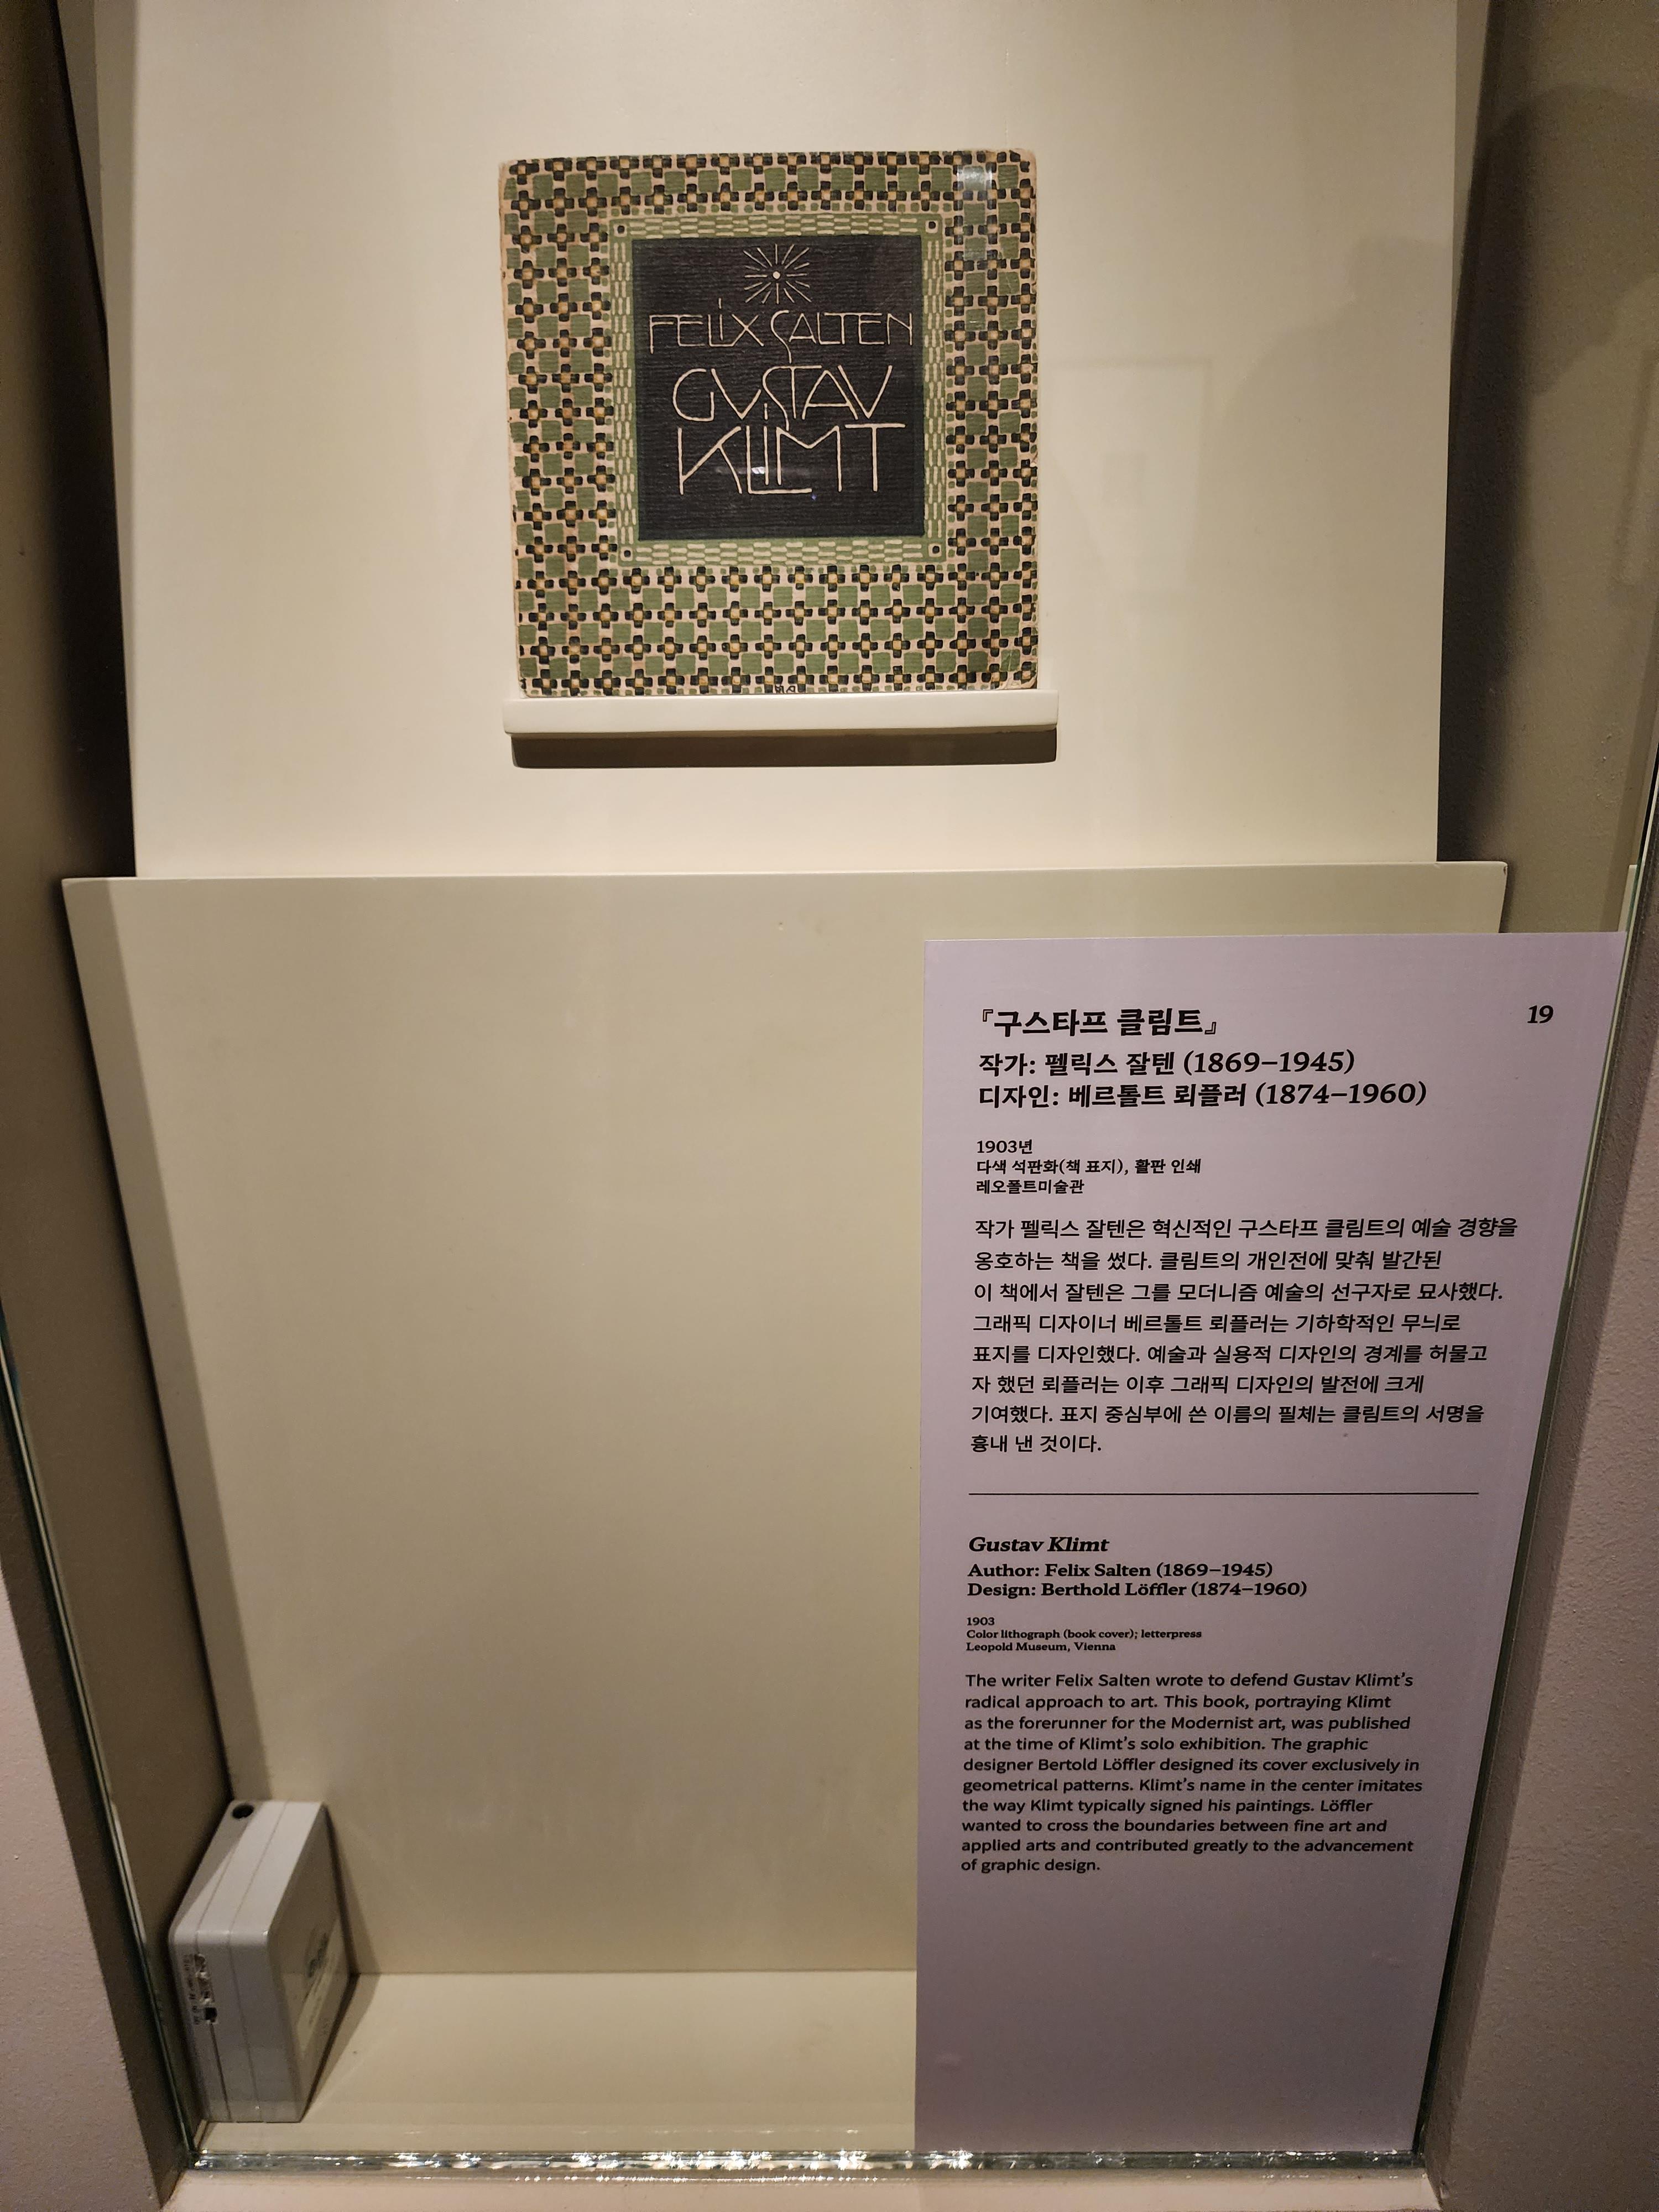 FELIX SALTEN
GUSTAV
KLIMT
『구스타프 클림트』
19
작가: 펠릭스 잘텐 (1869–1945)
디자인: 베르톨트 뢰플러 (1874–1960)
1903년
다색 석판화(책 표지), 활판 인쇄
레오폴트미술관
작가 펠릭스 잘텐은 혁신적인 구스타프 클림트의 예술 경향을
옹호하는 책을 썼다. 클림트의 개인전에 맞춰 발간된
이 책에서 잘텐은 그를 모더니즘 예술의 선구자로 묘사했다.
그래픽 디자이너 베르톨트 뢰플러는 기하학적인 무늬로
표지를 디자인했다. 예술과 실용적 디자인의 경계를 허물고
자 했던 뢰플러는 이후 그래픽 디자인의 발전에 크게
기여했다. 표지 중심부에 쓴 이름의 필체는 클림트의 서명을
흉내 낸 것이다.
Gustav Klimt
Author: Felix Salten (1869–1945)
Design: Berthold Löffler (1874–1960)
1903
Color lithograph (book cover); letterpress
Leopold Museum, Vienna
The writer Felix Salten wrote to defend Gustav Klimt's
radical approach to art. This book, portraying Klimt
as the forerunner for the Modernist art, was published
at the time of Klimt's solo exhibition. The graphic
designer Bertold Löffler designed its cover exclusively in
geometrical patterns. Klimt's name in the center imitates
the way Klimt typically signed his paintings. Löffler
wanted to cross the boundaries between fine art and
applied arts and contributed greatly to the advancement
of graphic design.